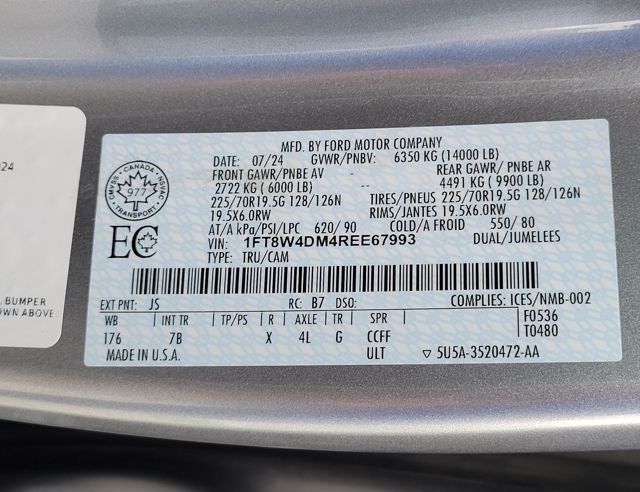 024
BUMPER
OWN ABOVE
MFD. BY FORD MOTOR COMPANY
DATE: 07/24 GVWR/PNBV: 6350 KG (14000 LB)
FRONT GAWR/PNBE AV REAR GAWR/ PNBE AR
2722 KG ( 6000 LB) 4491 KG ( 9900 LB)
225/70R19.5G 128/126N TIRES/PNEUS 225/70R19.5G 128/126N
19.5X6.0RW RIMS/JANTES 19.5X6.0RW
AT/A kPa/PSI/LPC 620/ 90 COLD/A FROID 550/ 80
VIN: 1FT8W4DM4REE67993 DUAL/JUMELEES
TYPE: TRU/CAM
CANADA
CMVSS NSVAC
977
TRANSPORT
EC
EXT PNT: JS RC: B7 DSO: COMPLIES: ICES/NMB-002
WB INT TR TP/PS R AXLE TR SPR F0536
176 7B X 4L G CCFF T0480
MADE IN U.S.A. ULT ▽ 5U5A-3520472-AA